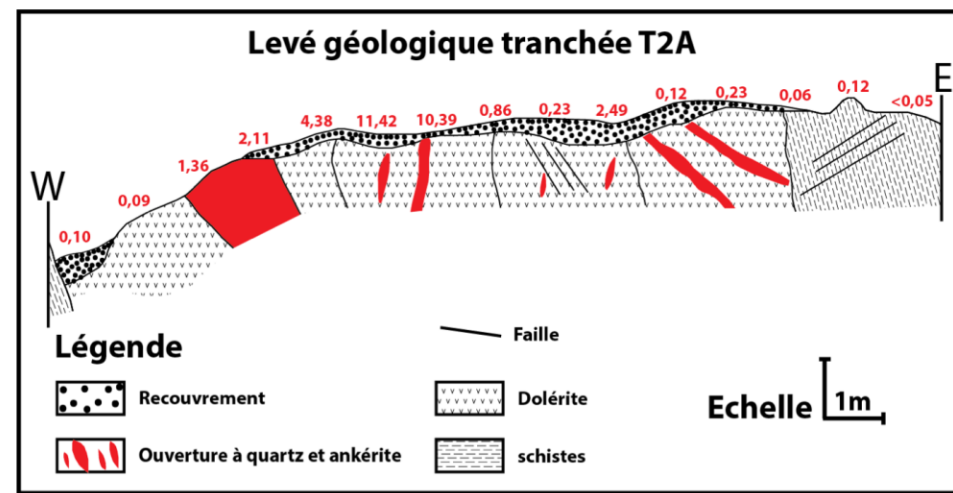 Levé géologique tranchée T2A
W
E
0,10
0,09
1,36
2,11
4,38
11,42
10,39
0,86
0,23
2,49
0,12
0,23
0,06
0,12
<0,05
Légende
Faille
Recouvrement
Dolérite
Ouverture à quartz et ankérite
schistes
Echelle
1m